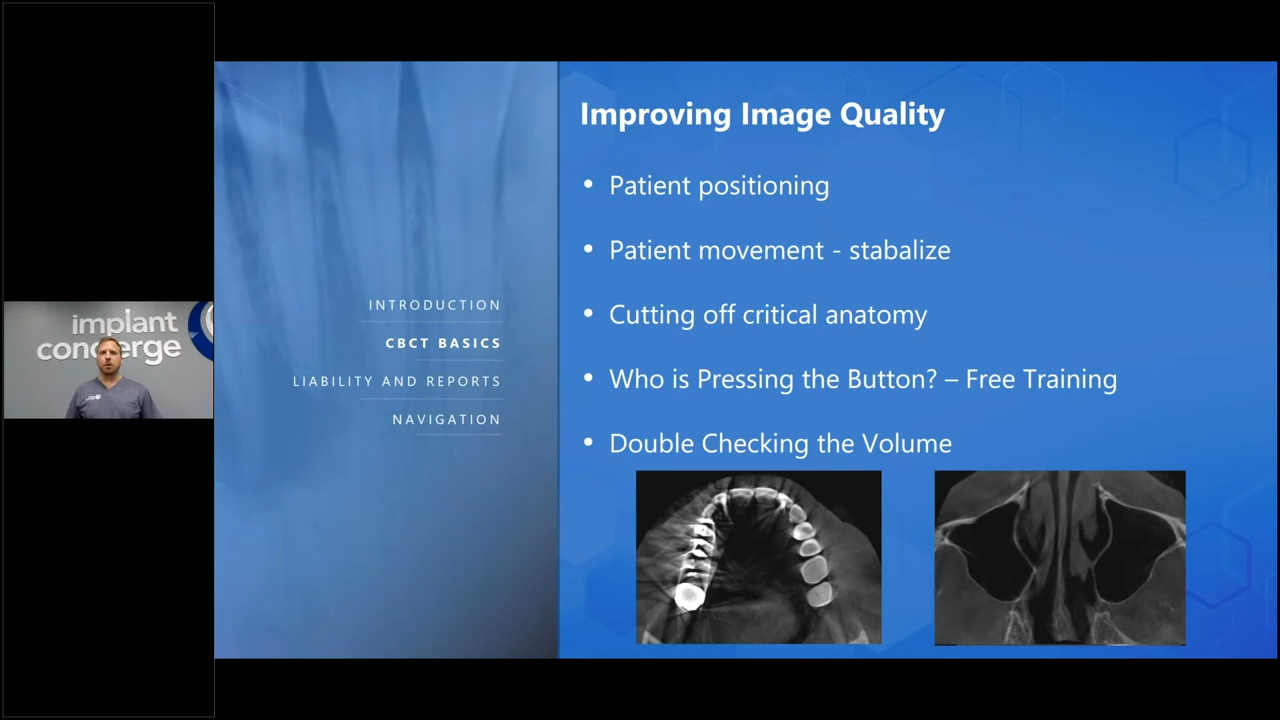 implant
concierge
INTRODUCTION
CBCT BASICS
LIABILITY AND REPORTS
NAVIGATION
Improving Image Quality
• Patient positioning
• Patient movement - stabalize
• Cutting off critical anatomy
• Who is Pressing the Button? – Free Training
• Double Checking the Volume